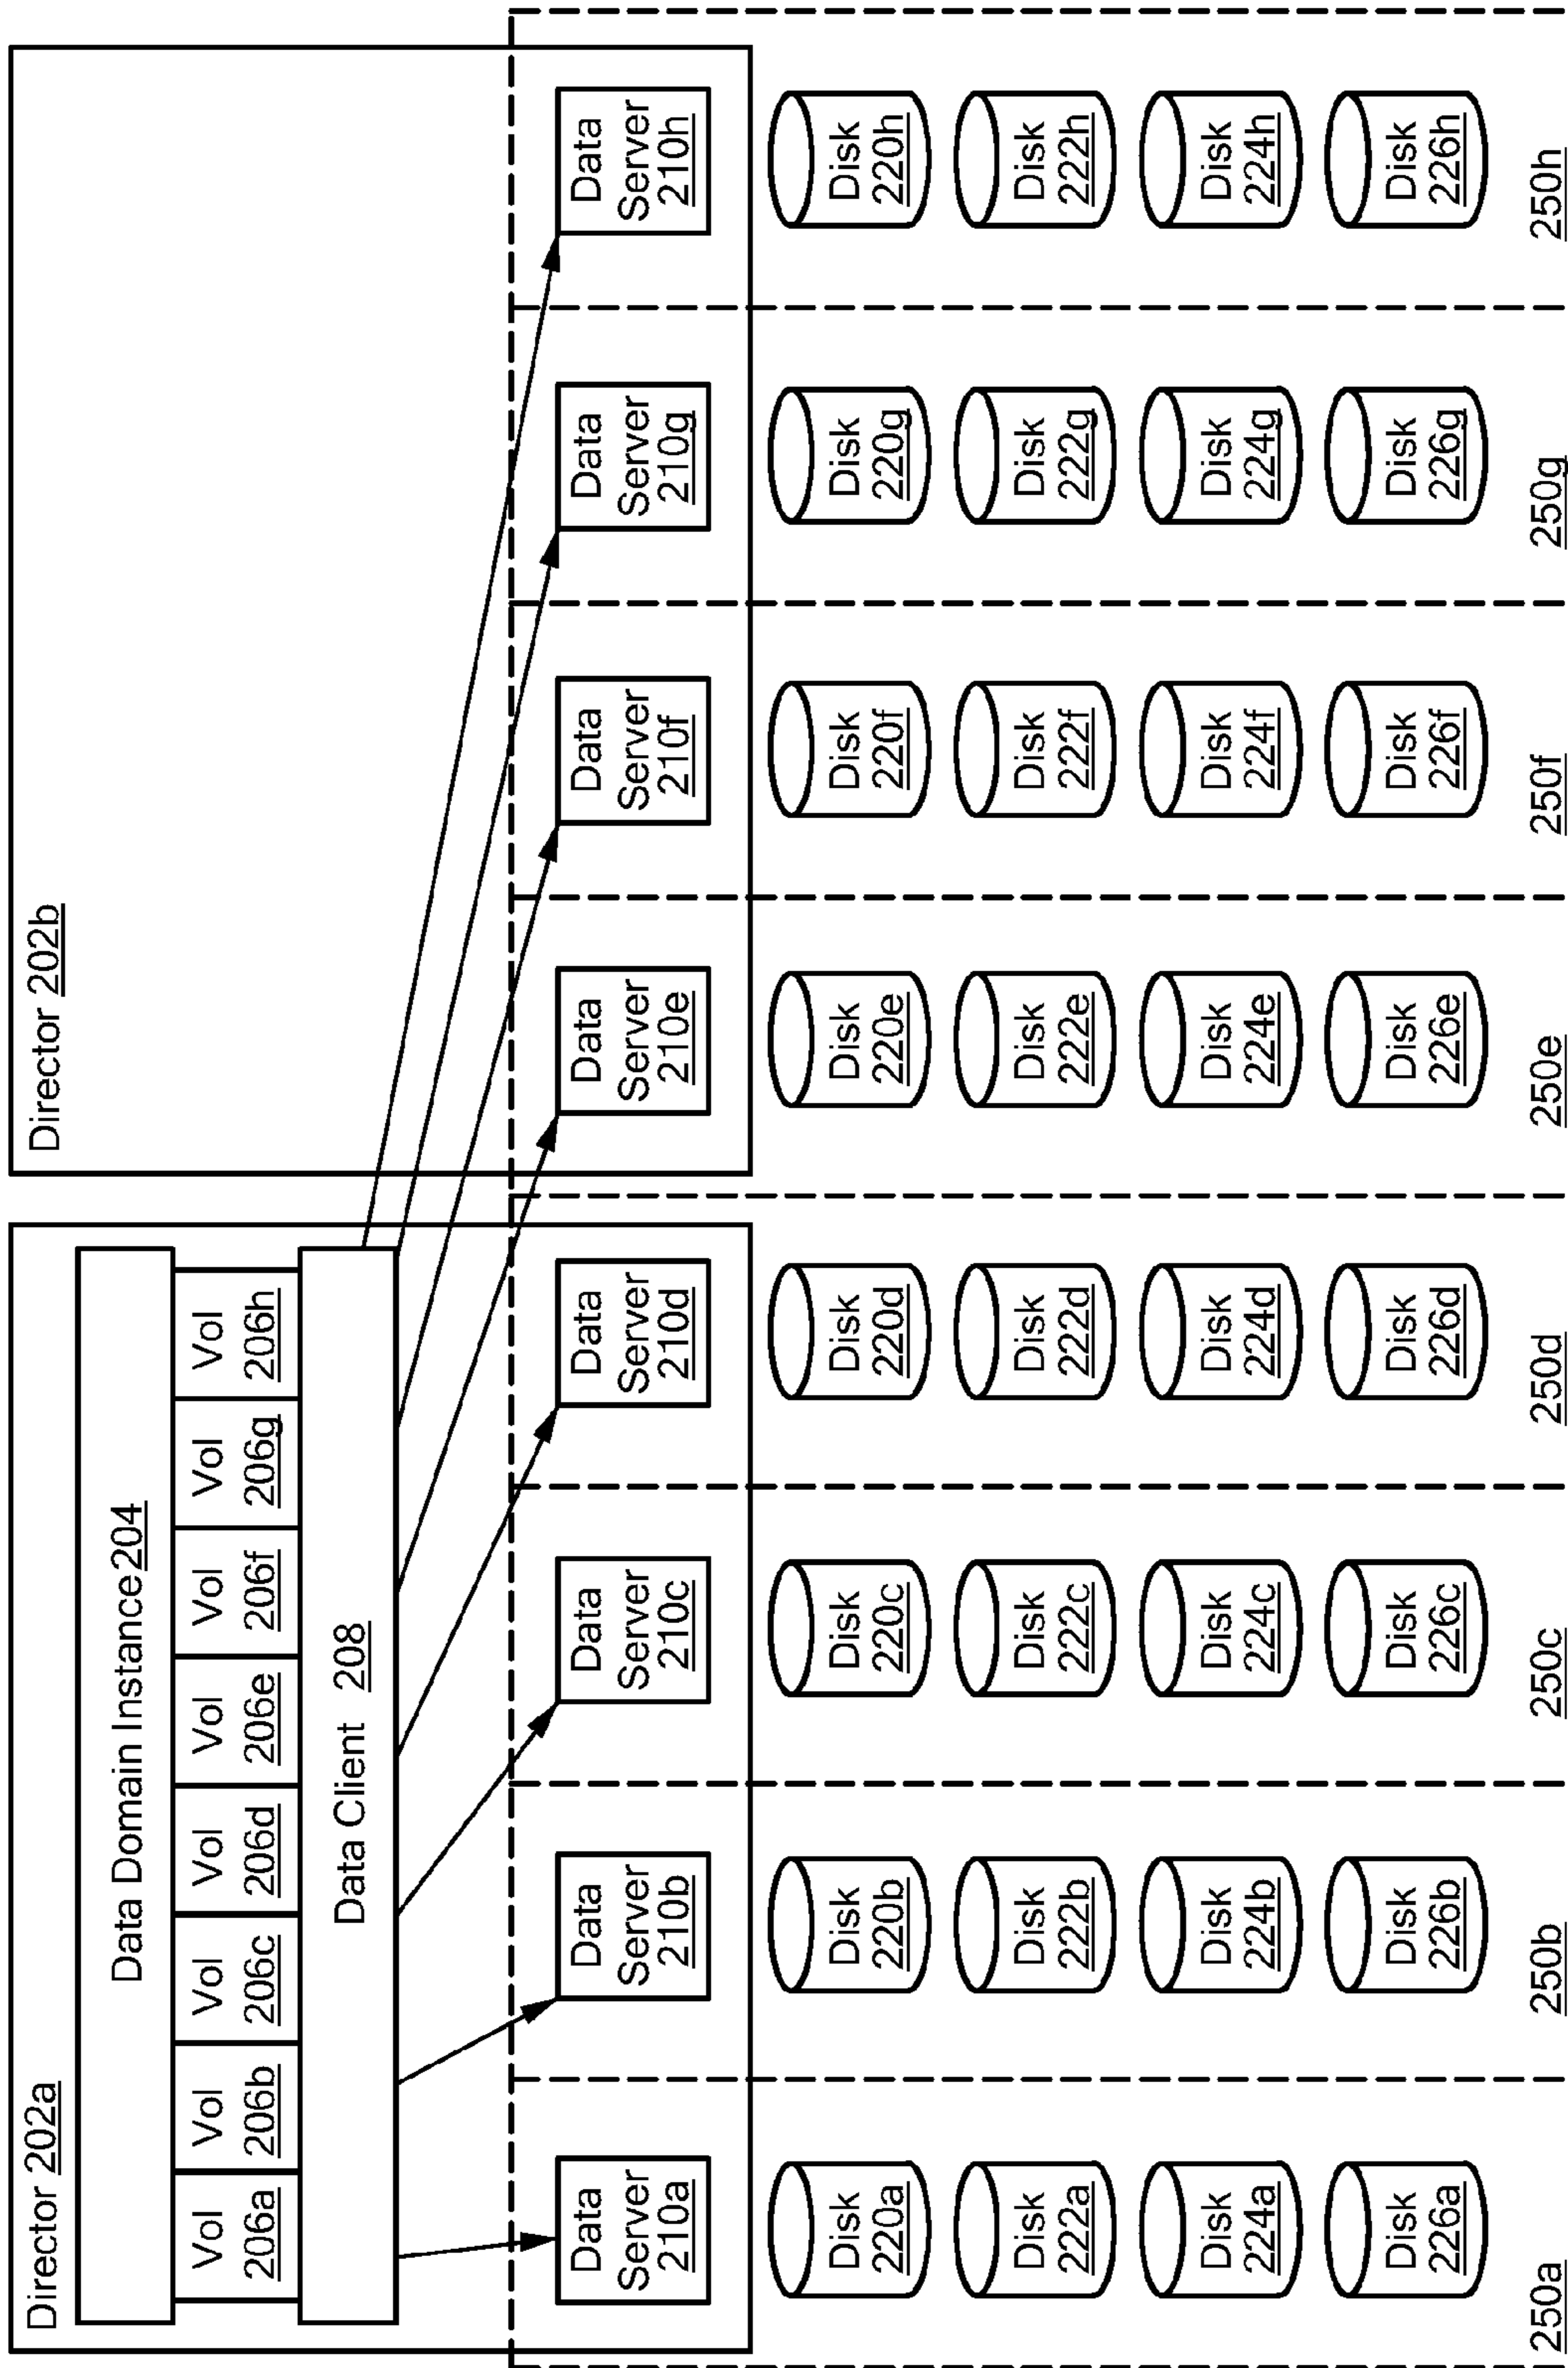 Director 202a
Data Domain Instance204
Vol
206a
Vol
206b
Vol
206c
Vol
206d
Vol
206e
Vol
206f
Vol
206g
Vol
206h
Data Client 208
Director 202b
Data
Server
210a
Data
Server
210b
Data
Server
210c
Data
Server
210d
Data
Server
210e
Data
Server
210f
Data
Server
210g
Data
Server
210h
Disk
220a
Disk
220b
Disk
220c
Disk
220d
Disk
220e
Disk
220f
Disk
220g
Disk
220h
Disk
222a
Disk
222b
Disk
222c
Disk
222d
Disk
222e
Disk
222f
Disk
222g
Disk
222h
Disk
224a
Disk
224b
Disk
224c
Disk
224d
Disk
224e
Disk
224f
Disk
224g
Disk
224h
Disk
226a
Disk
226b
Disk
226c
Disk
226d
Disk
226e
Disk
226f
Disk
226g
Disk
226h
250a
250b
250c
250d
250e
250f
250g
250h